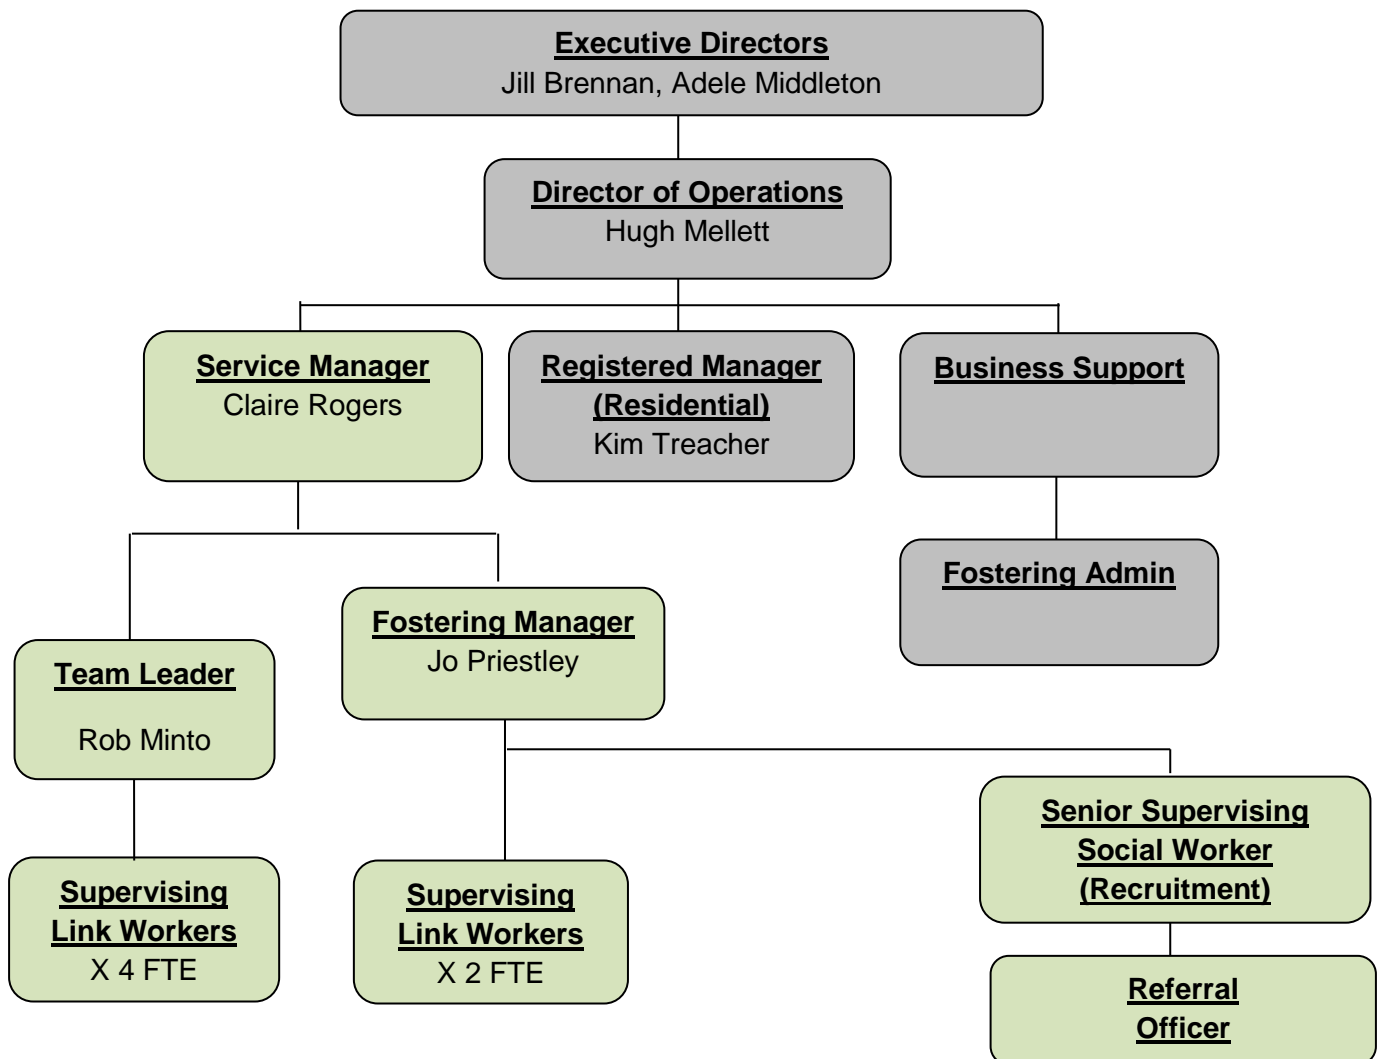 Executive Directors
Jill Brennan, Adele Middleton
Director of Operations
Hugh Mellett
Service Manager
Claire Rogers
Registered Manager
(Residential)
Kim Treacher
Business Support
Fostering Admin
Fostering Manager
Jo Priestley
Team Leader
Rob Minto
Senior Supervising
Social Worker
(Recruitment)
Supervising
Link Workers
X 4 FTE
Supervising
Link Workers
X 2 FTE
Referral
Officer